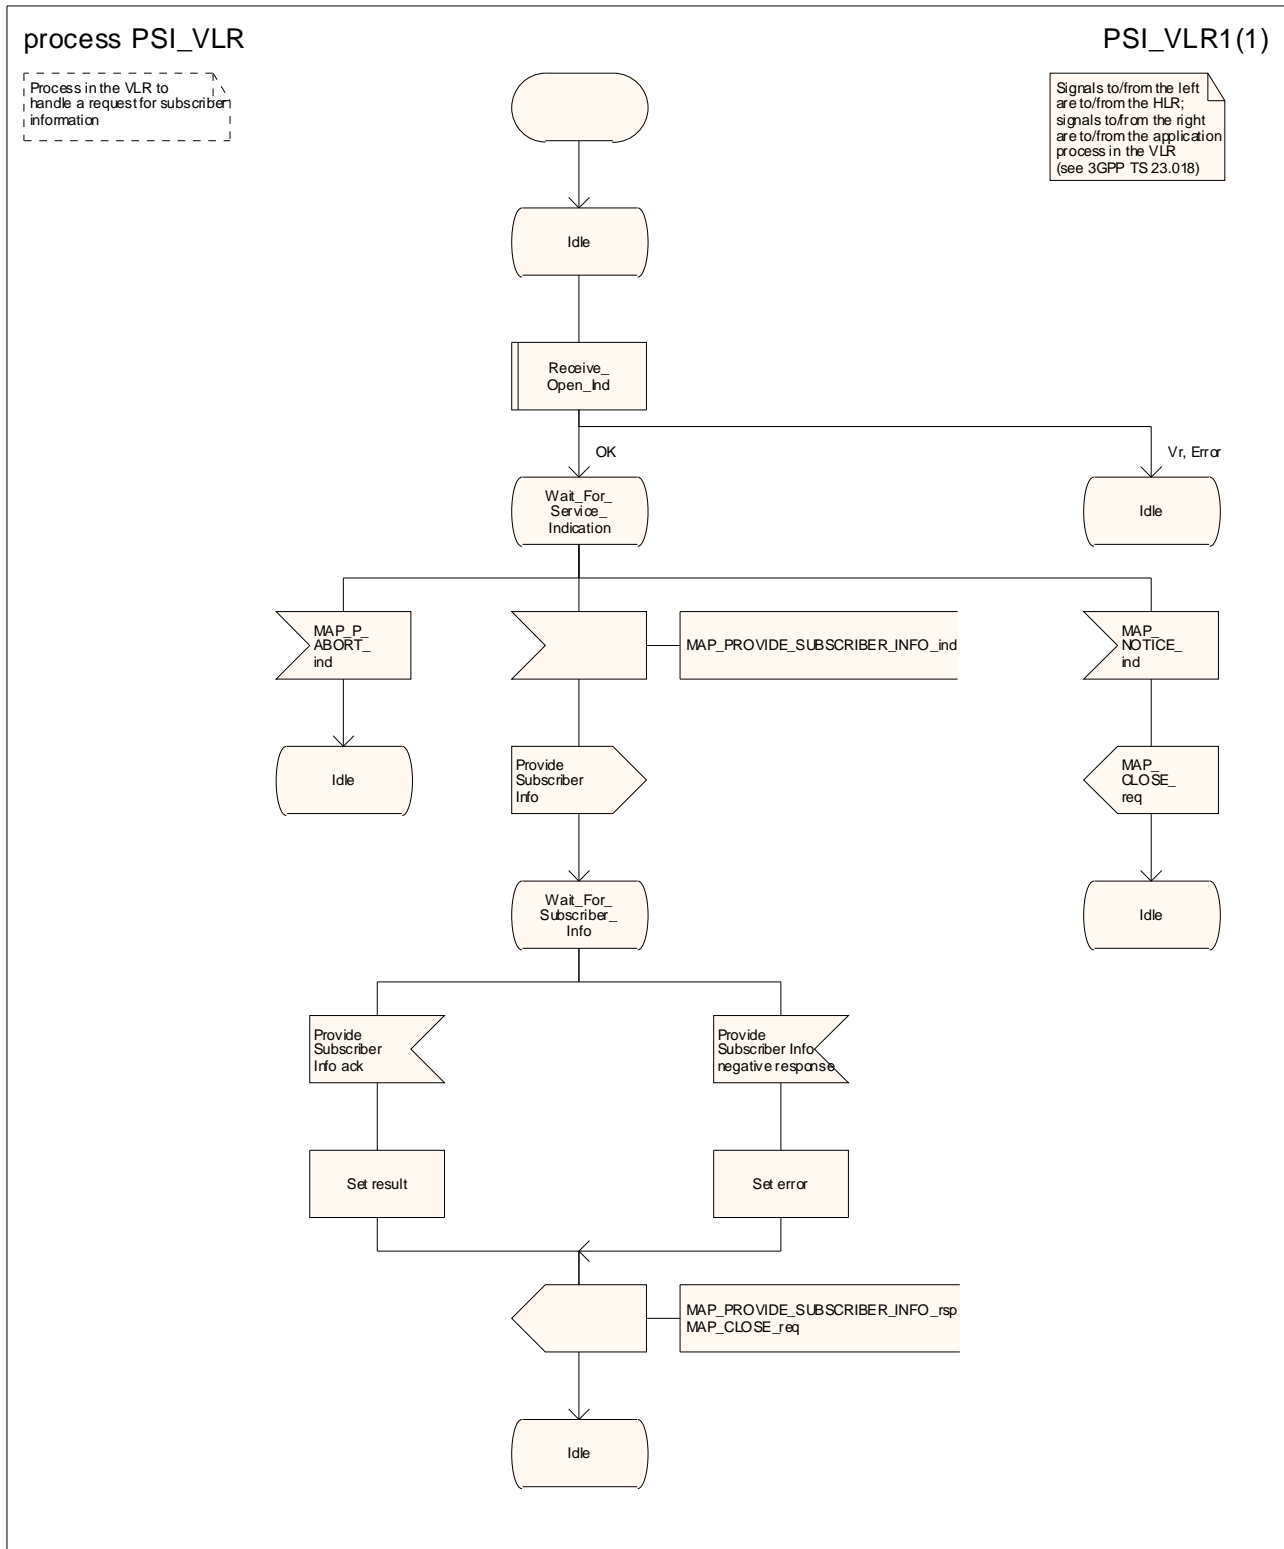 process PSI_VLR
PSI_VLR1(1)
Process in the VLR to
handle a request for subscriber
information
Signals to/from the left
are to/from the HLR;
signals to/from the right
are to/from the application
process in the VLR
(see 3GPP TS 23.018)
Idle
Receive_
Open_Ind
OK
Vr, Error
Wait_For_
Service_
Indication
Idle
MAP_P_
ABORT_
ind
MAP_PROVIDE_SUBSCRIBER_INFO_ind
MAP_
NOTICE_
ind
Idle
Provide
Subscriber
Info
MAP_
CLOSE_
req
Wait_For_
Subscriber_
Info
Idle
Provide
Subscriber
Info ack
Provide
Subscriber Info
negative response
Set result
Set error
MAP_PROVIDE_SUBSCRIBER_INFO_rsp
MAP_CLOSE_req
Idle